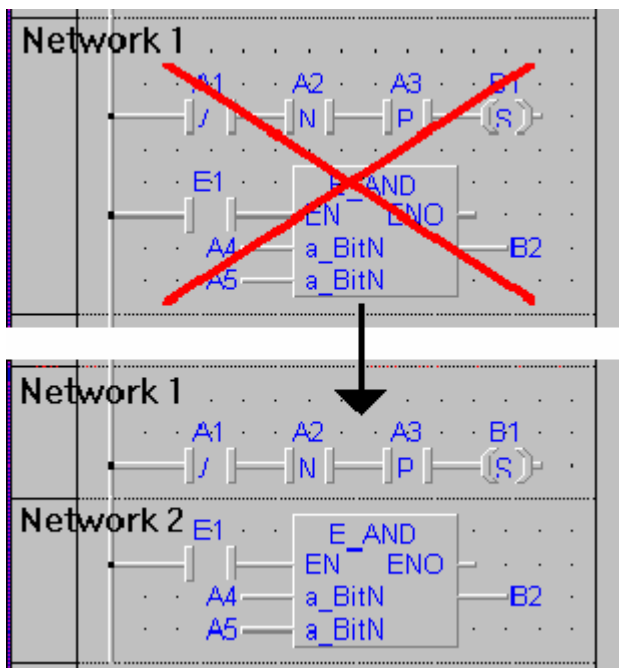 Network 1
A1 A2 A3 B1
/ N P S
E1 E_AND
EN ENO
A4 a_BitN B2
A5 a_BitN
Network 1
A1 A2 A3 B1
/ N P S
Network 2
E1 E_AND
EN ENO
A4 a_BitN B2
A5 a_BitN